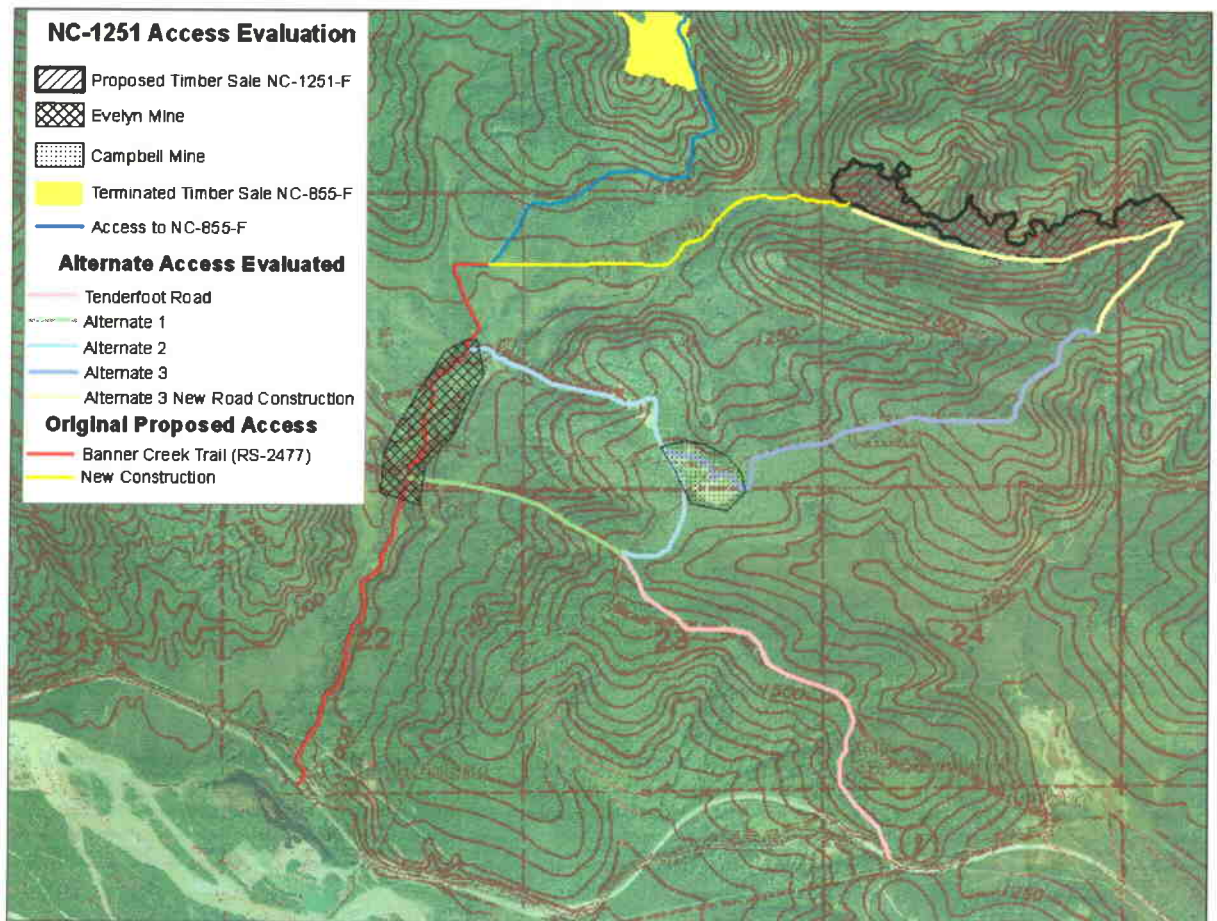 NC-1251 Access Evaluation
Proposed Timber Sale NC-1251-F
Evelyn Mine
Campbell Mine
Terminated Timber Sale NC-855-F
Access to NC-855-F
Alternate Access Evaluated
Tenderfoot Road
Alternate 1
Alternate 2
Alternate 3
Alternate 3 New Road Construction
Original Proposed Access
Banner Creek Trail (RS-2477)
New Construction
22
24
1250